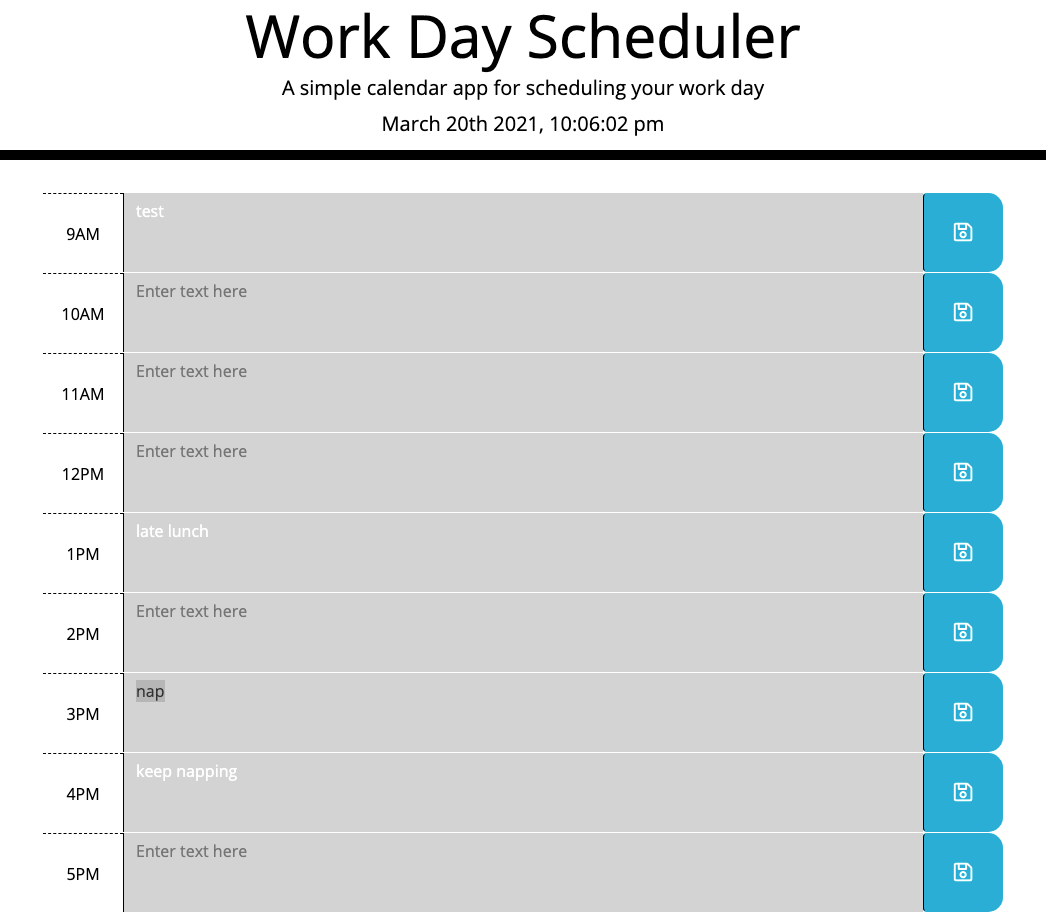 Work Day Scheduler
A simple calendar app for scheduling your work day
March 20th 2021, 10:06:02 pm
9AM
test
10AM
Enter text here
11AM
Enter text here
12PM
Enter text here
1PM
late lunch
2PM
Enter text here
3PM
nap
4PM
keep napping
5PM
Enter text here